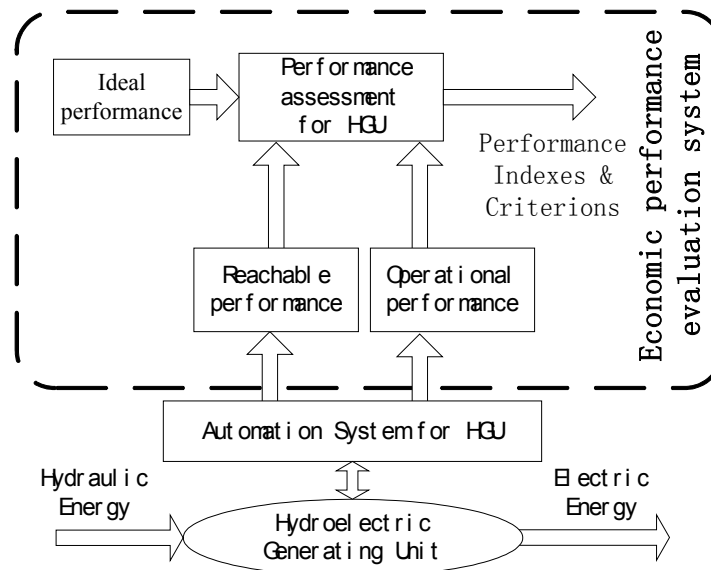 Ideal
performance
Performance
assessment
for HGU
Performance
Indexes &
Criterions
Economic performance
evaluation system
Reachable
performance
Operational
performance
Automation System for HGU
Hydraulic
Energy
Electric
Energy
Hydroelectric
Generating Unit